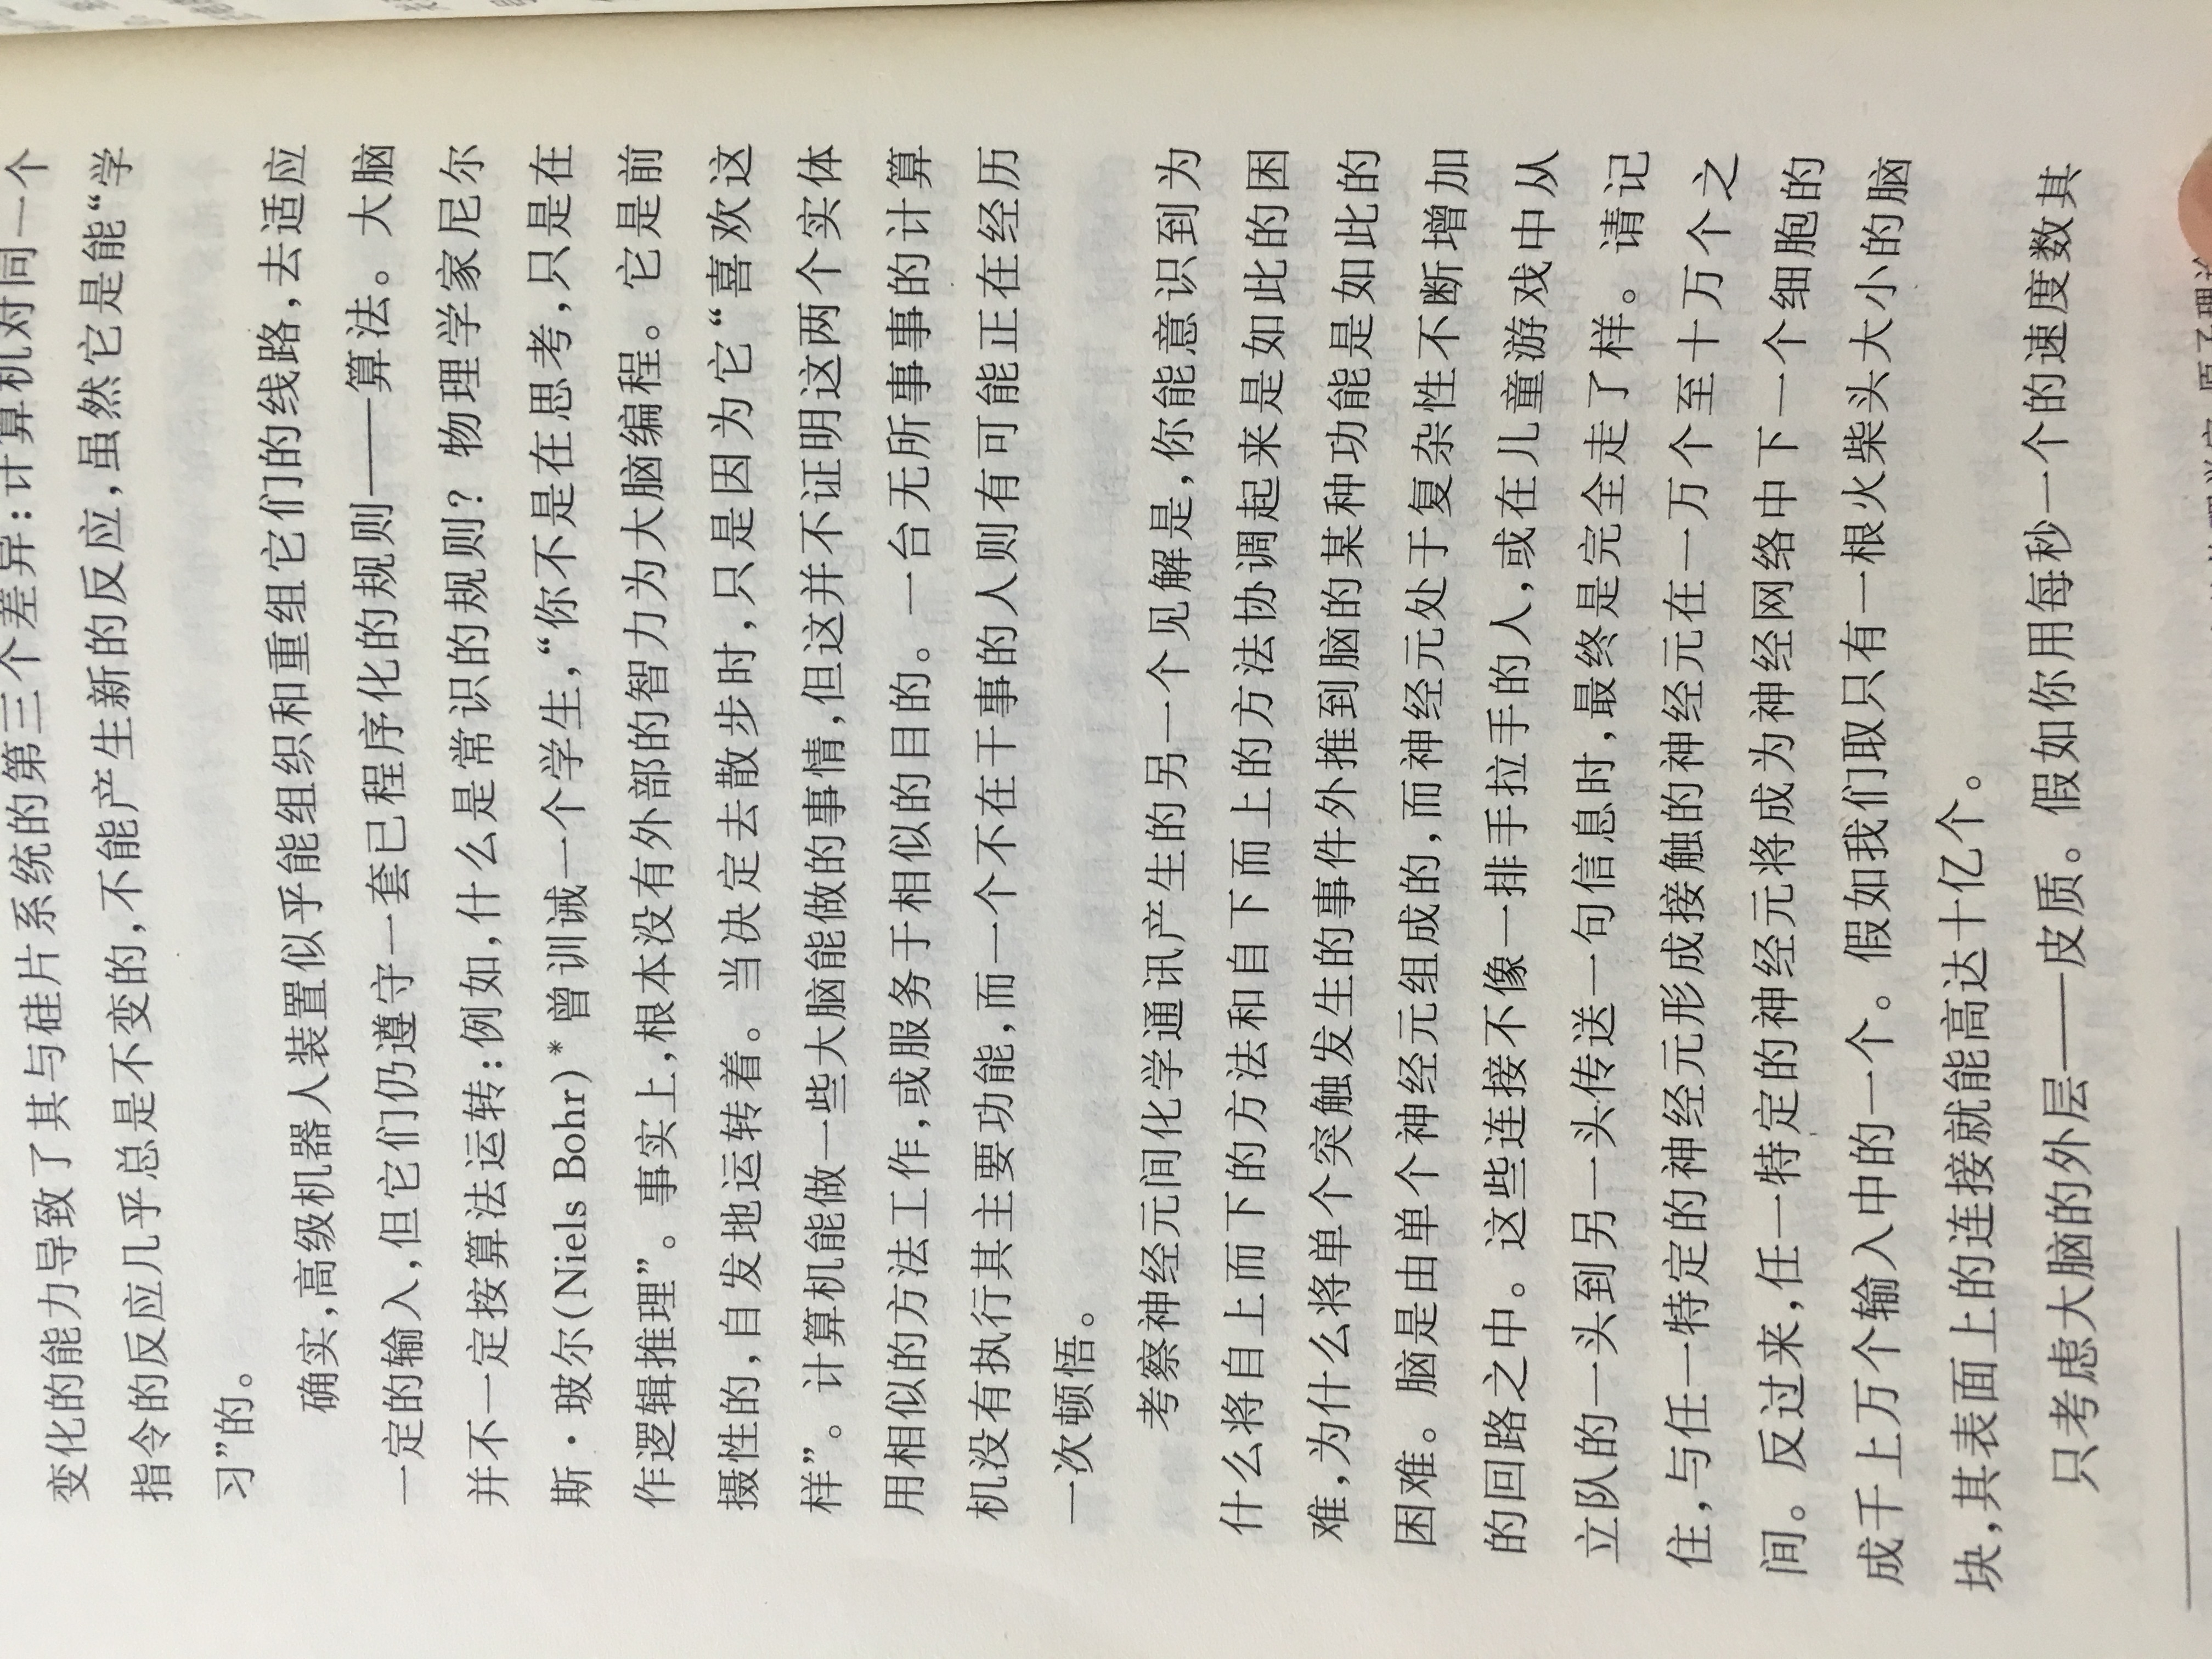 变化的能力导致了其与硅片系统的第三个差异:计算机对同一个
指令的反应几乎总是不变的,不能产生新的反应,虽然它是能“学
习”的。
确实,高级机器人装置似乎能组织和重组它们的线路,去适应
一定的输入,但它们仍遵守一套已程序化的规则——算法。大脑
并不一定按算法运转:例如,什么是常识的规则? 物理学家尼尔
斯·玻尔(Niels Bohr)*曾训诫一个学生,“你不是在思考,只是在
作逻辑推理”。事实上,根本没有外部的智力为大脑编程。它是前
摄性的,自发地运转着。当决定去散步时,只是因为它“喜欢这
样”。计算机能做一些大脑能做的事情,但这并不证明这两个实体
用相似的方法工作,或服务于相似的目的。一台无所事事的计算
机没有执行其主要功能,而一个不在干事的人则有可能正在经历
一次顿悟。
考察神经元间化学通讯产生的另一个见解是,你能意识到为
什么将自上而下的方法和自下而上的方法协调起来是如此的困
难,为什么将单个突触发生的事件外推到脑的某种功能是如此的
困难。脑是由单个神经元组成的,而神经元处于复杂性不断增加
的回路之中。这些连接不像一排手拉手的人,或在儿童游戏中从
立队的一头到另一头传送一句信息时,最终是完全走了样。请记
住,与任一特定的神经元形成接触的神经元在一万个至十万个之
间。反过来,任一特定的神经元将成为神经网络中下一个细胞的
成千上万个输入中的一个。假如我们取只有一根火柴头大小的脑
块,其表面上的连接就能高达十亿个。
只考虑大脑的外层——皮质。假如你用每秒一个的速度数其
原子理论